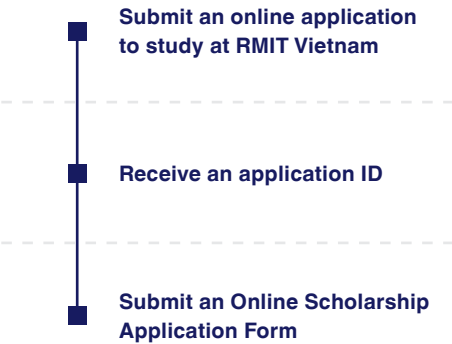 Submit an online application
to study at RMIT Vietnam
Receive an application ID
Submit an Online Scholarship
Application Form